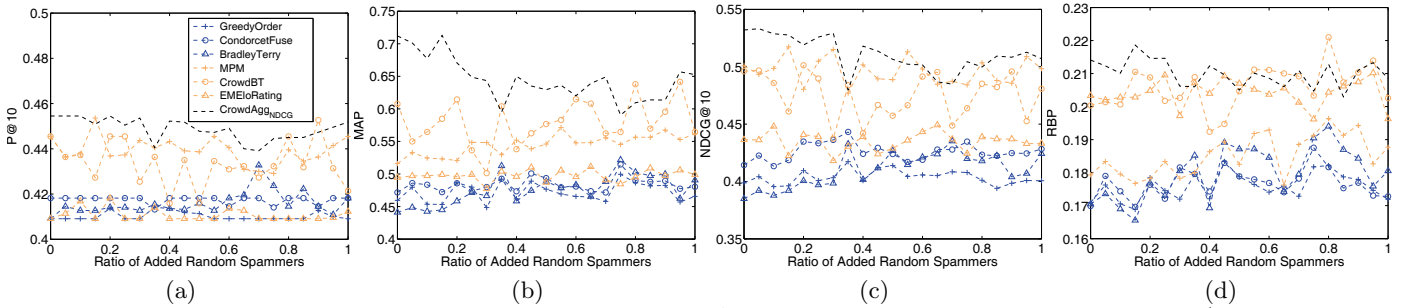 0.5
0.48
0.46
0.44
0.42
0.4
P@10
GreedyOrder
CondorcetFuse
BradleyTerry
MPM
CrowdBT
EMEloRating
CrowdAgg_NDCG
0 0.2 0.4 0.6 0.8 1
Ratio of Added Random Spammers
(a)
0.75
0.7
0.65
0.6
0.55
0.5
0.45
0.4
MAP
0 0.2 0.4 0.6 0.8 1
Ratio of Added Random Spammers
(b)
0.55
0.5
0.45
0.4
0.35
NDCG@10
0 0.2 0.4 0.6 0.8 1
Ratio of Added Random Spammers
(c)
0.23
0.22
0.21
0.2
0.19
0.18
0.17
0.16
RBP
0 0.2 0.4 0.6 0.8 1
Ratio of Added Random Spammers
(d)